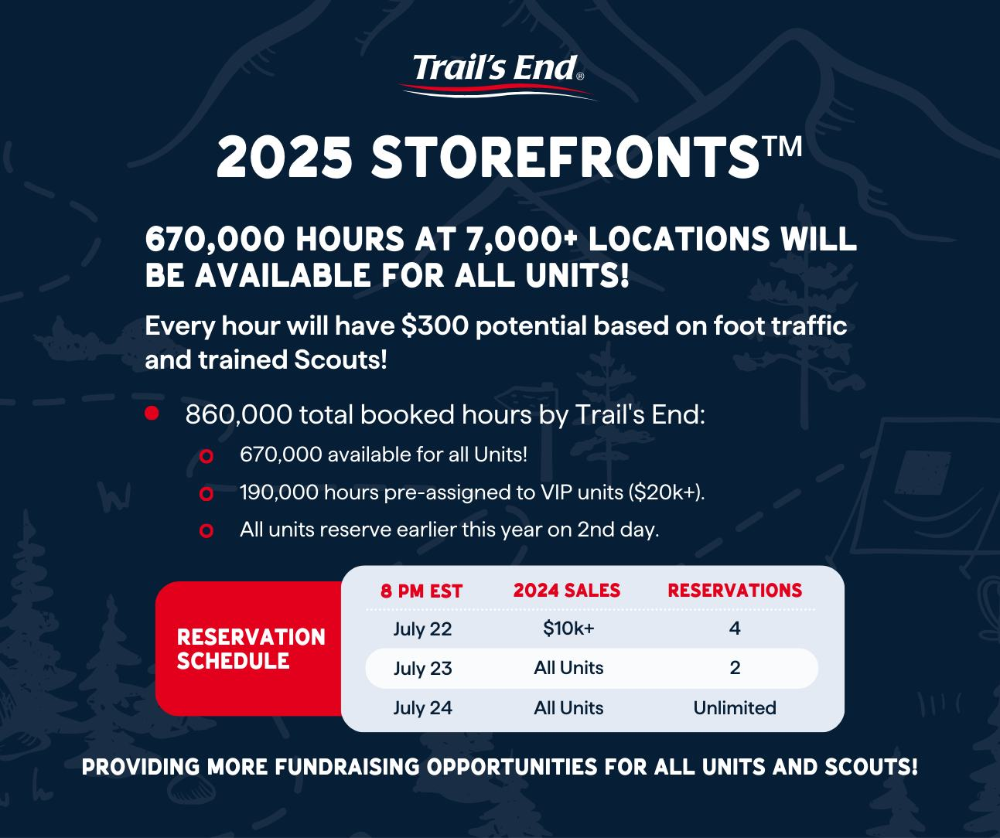 Trail's End®
2025 STOREFRONTS™
670,000 HOURS AT 7,000+ LOCATIONS WILL
BE AVAILABLE FOR ALL UNITS!
Every hour will have $300 potential based on foot traffic
and trained Scouts!
860,000 total booked hours by Trail's End:
670,000 available for all Units!
190,000 hours pre-assigned to VIP units ($20k+).
All units reserve earlier this year on 2nd day.
RESERVATION
SCHEDULE
8 PM EST 2024 SALES RESERVATIONS
July 22 $10k+ 4
July 23 All Units 2
July 24 All Units Unlimited
PROVIDING MORE FUNDRAISING OPPORTUNITIES FOR ALL UNITS AND SCOUTS!